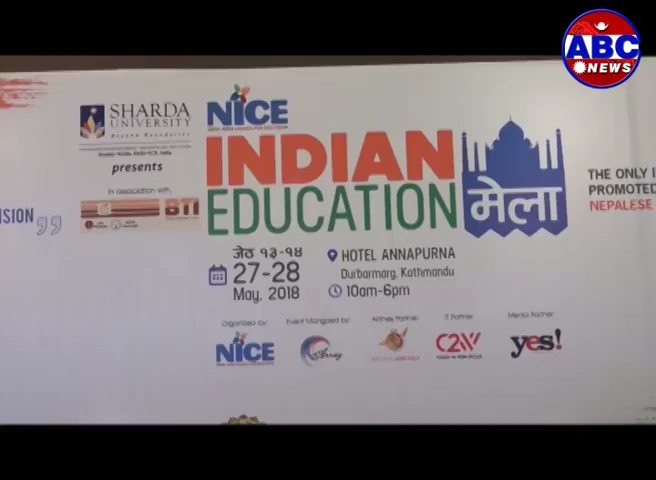 ABC
NEWS
SHARDA
UNIVERSITY
Beyond Boundaries
presents
In association with
BTI
NICE
INDIAN
EDUCATION
मेला
जेठ १३-१४
27-28
May, 2018
HOTEL ANNAPURNA
Durbarmarg, Kathmandu
10am-6pm
ISION
THE ONLY I
PROMOTED
NEPALESE
Organized by:
NICE
Event Managed by:
IT Partner
C2W
Media Partner
yes!